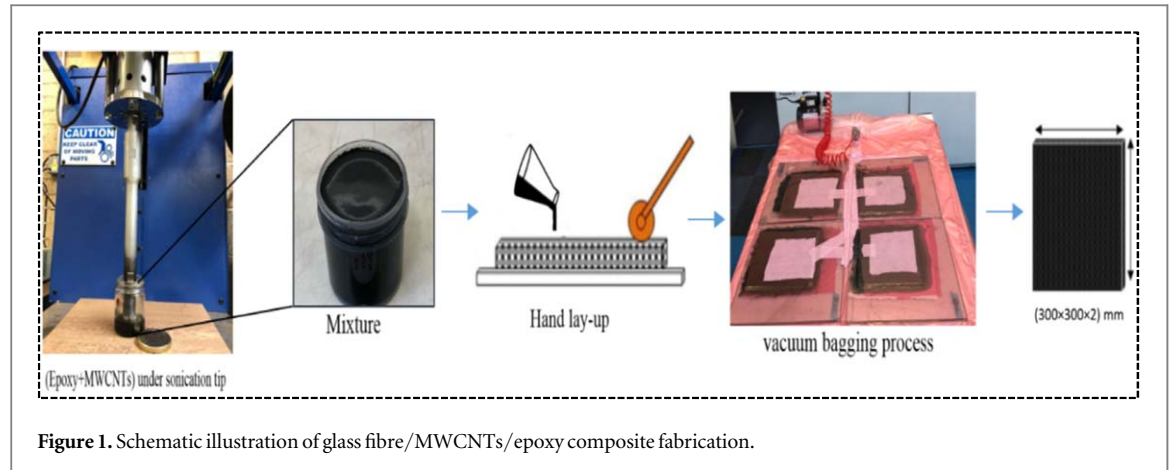 CAUTION
KEEP CLEAR
OF MOVING
PARTS
Mixture
Hand lay-up
vacuum bagging process
(300×300×2) mm
(Epoxy+MWCNTs) under sonication tip
Figure 1. Schematic illustration of glass fibre/MWCNTs/epoxy composite fabrication.